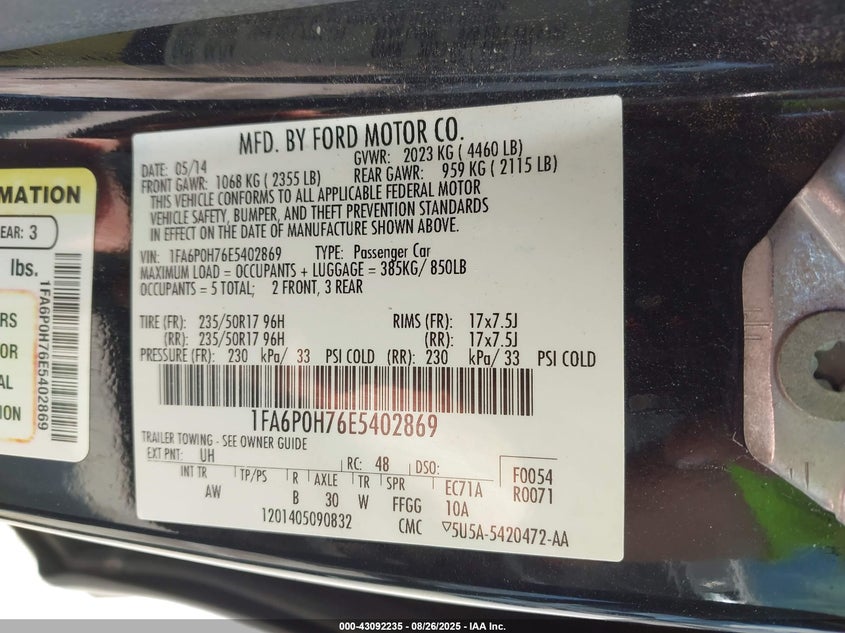 MFD. BY FORD MOTOR CO.
DATE: 05/14
GVWR: 2023 KG ( 4460 LB)
FRONT GAWR: 1068 KG ( 2355 LB)
REAR GAWR: 959 KG ( 2115 LB)
THIS VEHICLE CONFORMS TO ALL APPLICABLE FEDERAL MOTOR
VEHICLE SAFETY, BUMPER, AND THEFT PREVENTION STANDARDS
IN EFFECT ON THE DATE OF MANUFACTURE SHOWN ABOVE.
VIN: 1FA6P0H76E5402869 TYPE: Passenger Car
MAXIMUM LOAD = OCCUPANTS + LUGGAGE = 385KG/ 850LB
OCCUPANTS = 5 TOTAL; 2 FRONT, 3 REAR
TIRE (FR): 235/50R17 96H RIMS (FR): 17x7.5J
(RR): 235/50R17 96H (RR): 17x7.5J
PRESSURE (FR): 230 kPa/ 33 PSI COLD (RR): 230 kPa/ 33 PSI COLD
1FA6P0H76E5402869
TRAILER TOWING - SEE OWNER GUIDE
EXT PNT: UH RC: 48 DSO: F0054
INT TR TP/PS R AXLE TR SPR EC71A R0071
AW B 30 W FFGG 10A
1201405090832 CMC ▽5U5A-5420472-AA
MATION
EAR: 3
lbs.
RS
OR
AL
ION
1FA6P0H76E5402869
000-43092235 - 08/26/2025 - IAA Inc.